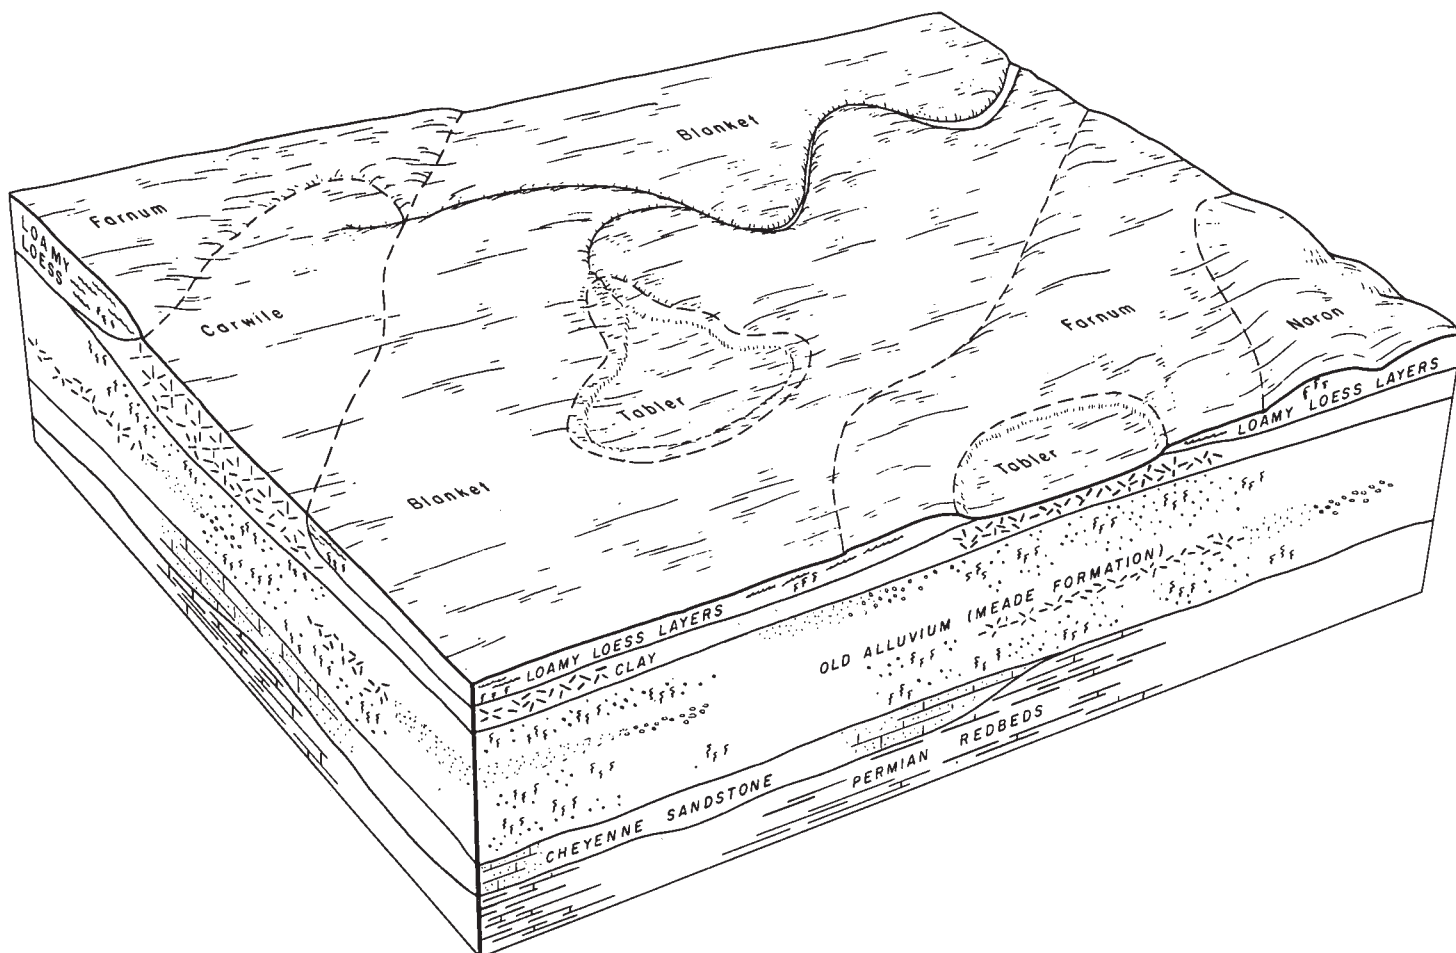 Blanket
Farnum
LOAMY
LOESS
Carwile
Farnum
Naron
Tabler
Tabler
Blanket
LOAMY LOESS LAYERS
LOAMY LOESS LAYERS
CLAY
OLD ALLUVIUM (MEADE FORMATION)
CHEYENNE SANDSTONE
PERMIAN REDBEDS